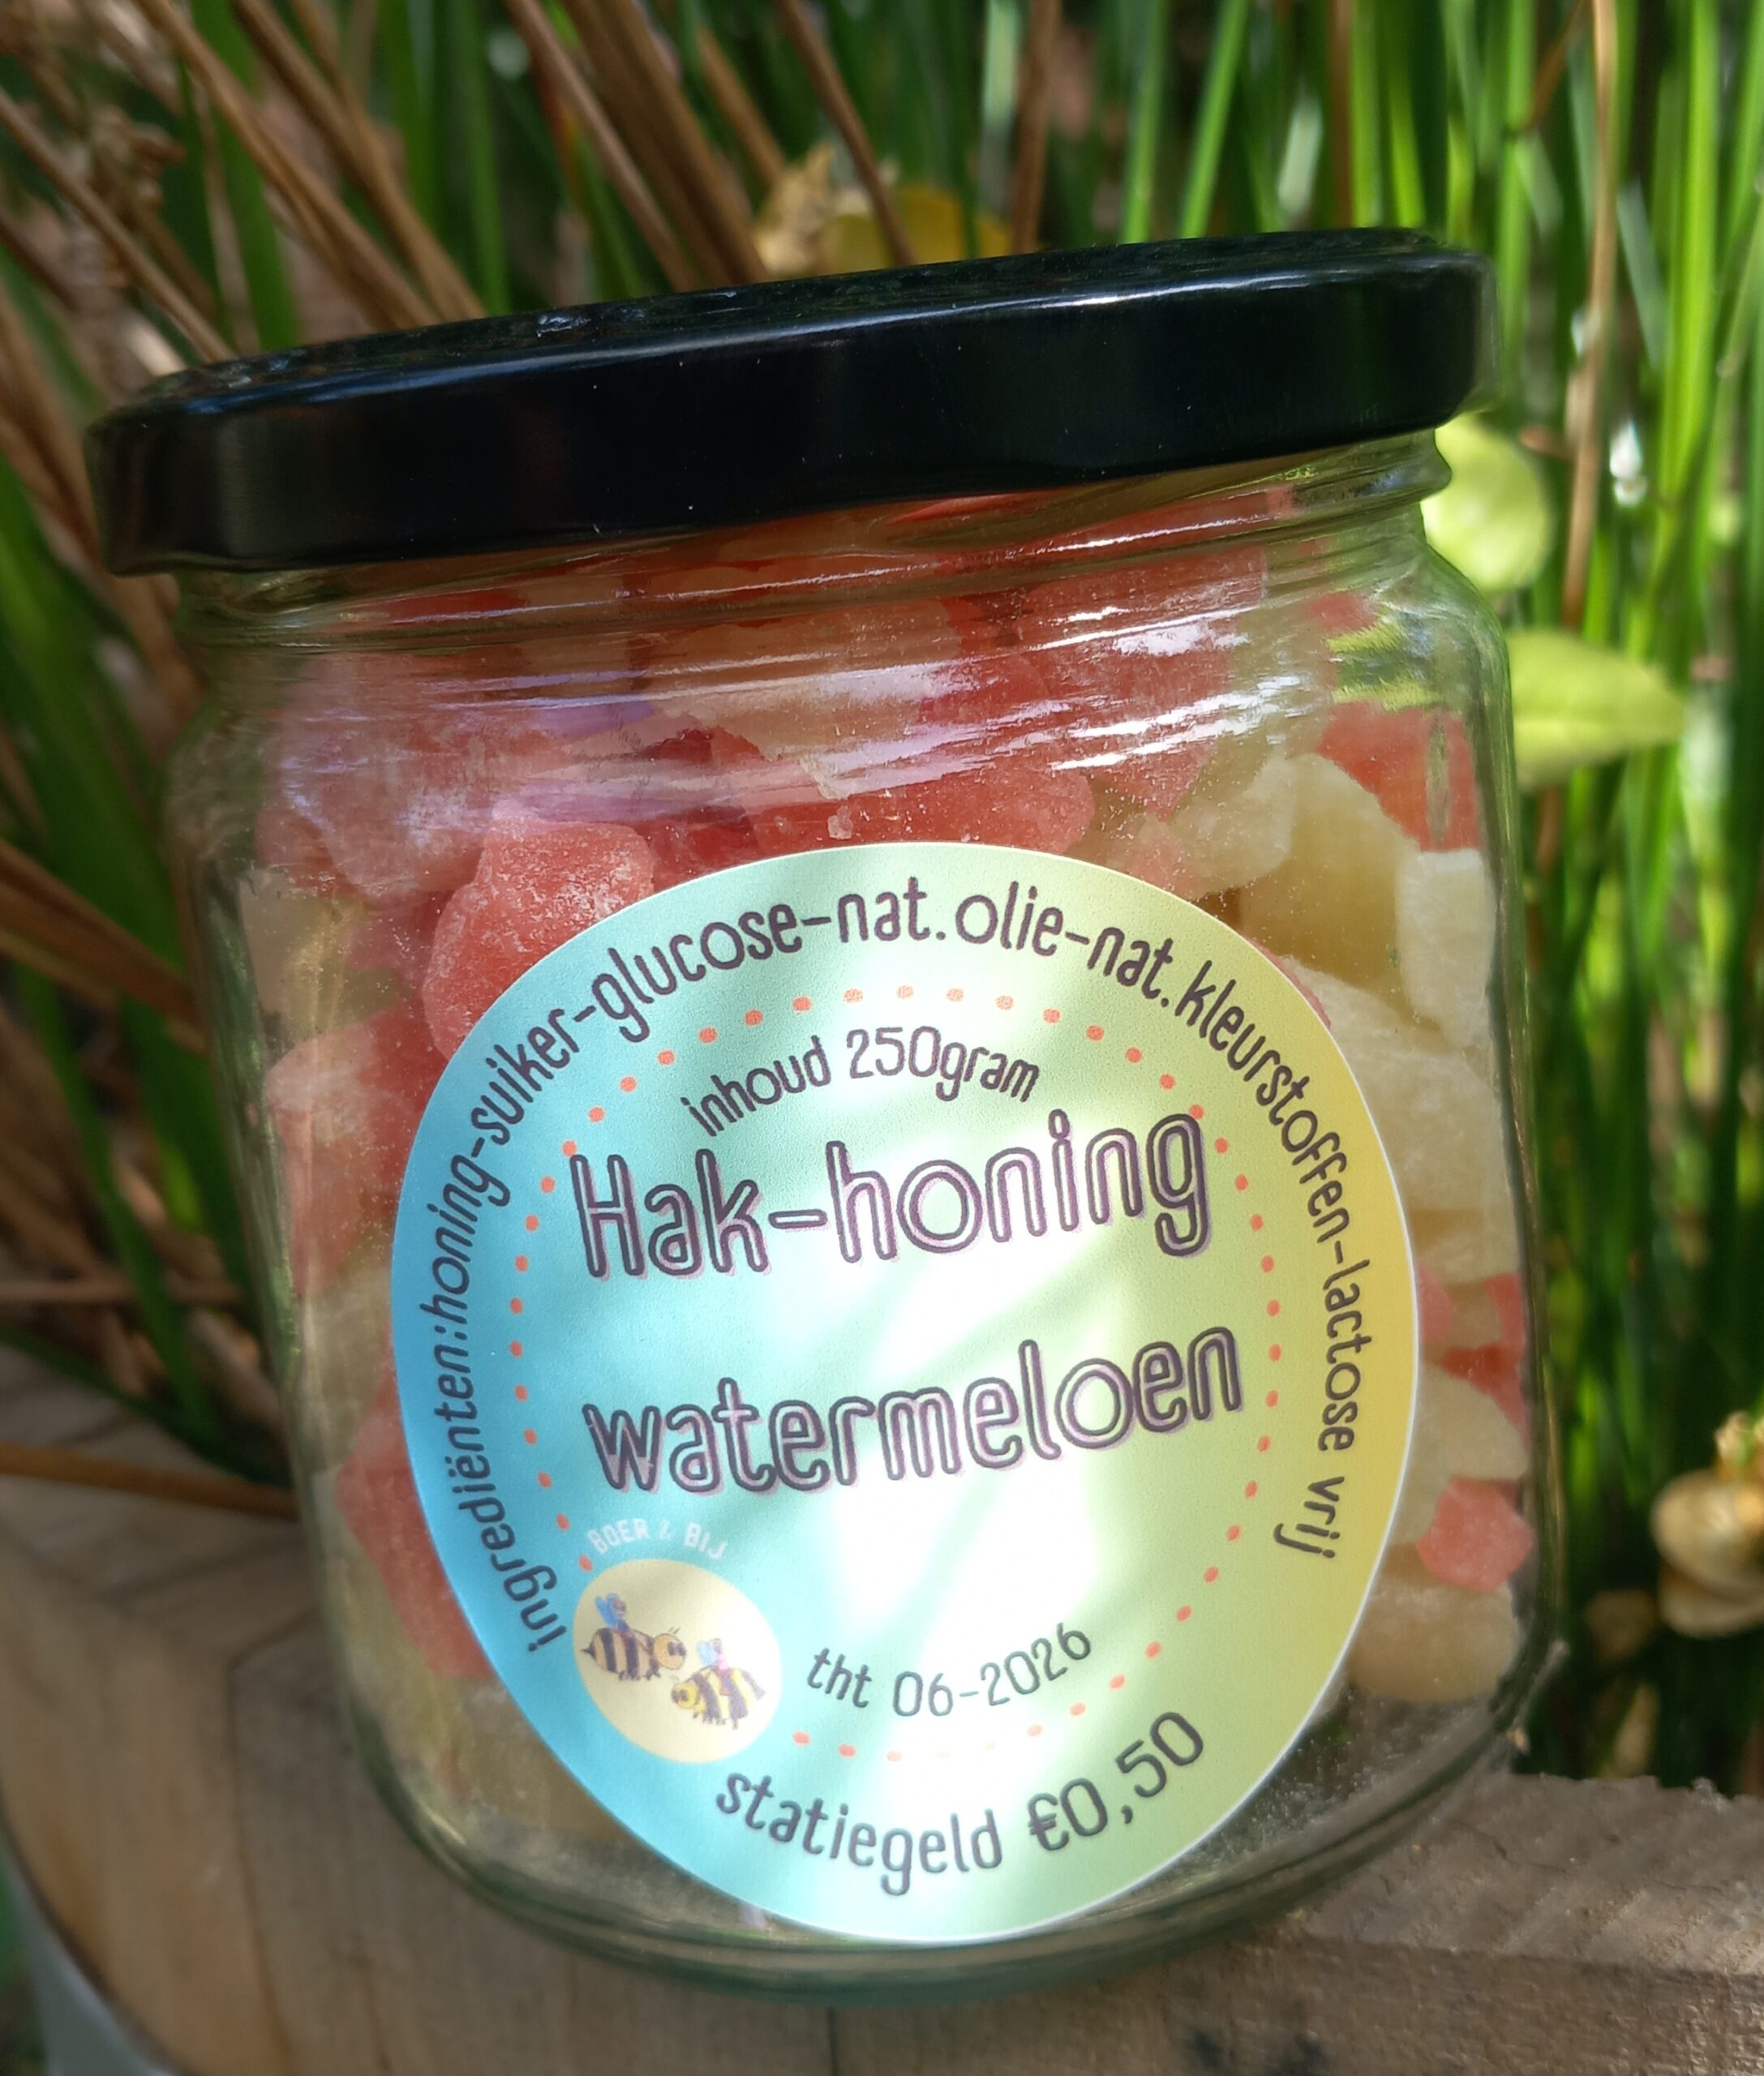 ingrediënten:honing-suiker-glucose-nat.olie-nat.kleurstoffen-lactose vrij
inhoud 250gram
Hak-honing
watermeloen
BOER & BIJ
tht 06-2026
statiegeld €0,50